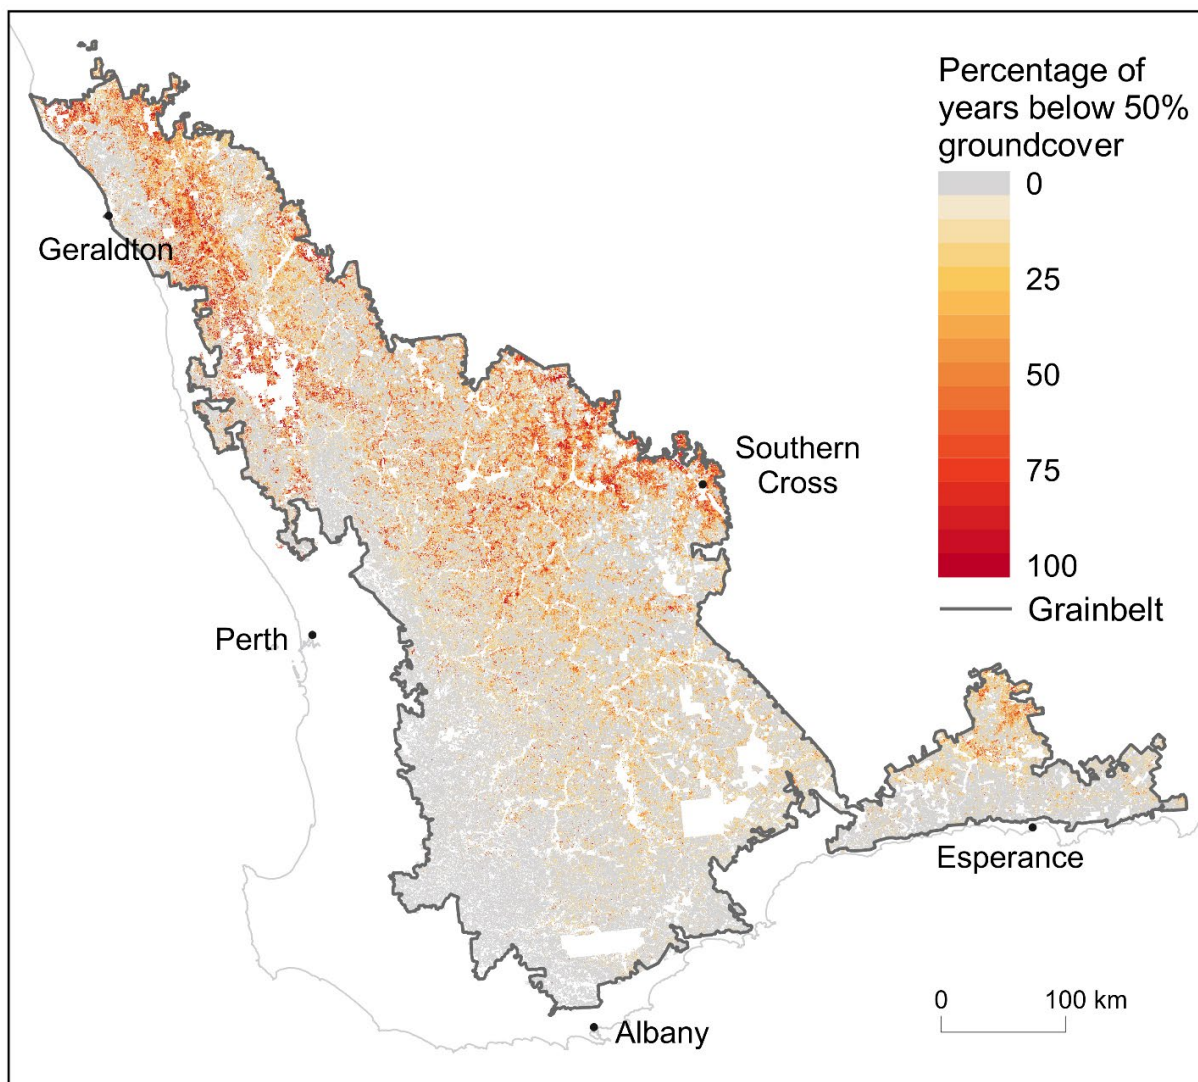 Percentage of
years below 50%
groundcover
0
25
50
75
100
Grainbelt
Geraldton
Southern
Cross
Perth
Esperance
0 100 km
Albany